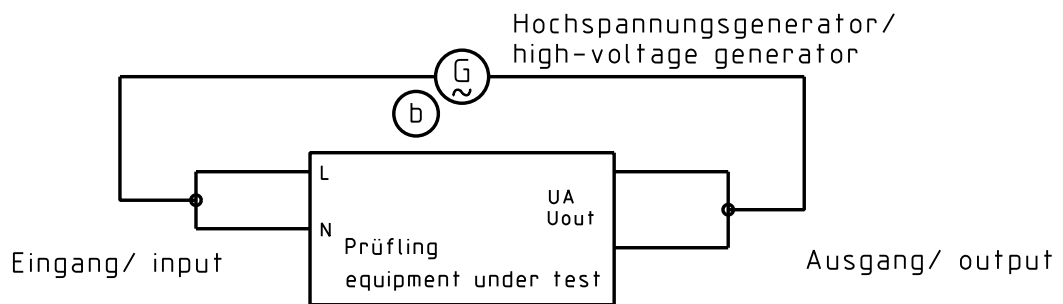 Hochspannungsgenerator/
high-voltage generator
G
~
b
L
N
UA
Uout
Prüfling
equipment under test
Eingang/ input
Ausgang/ output